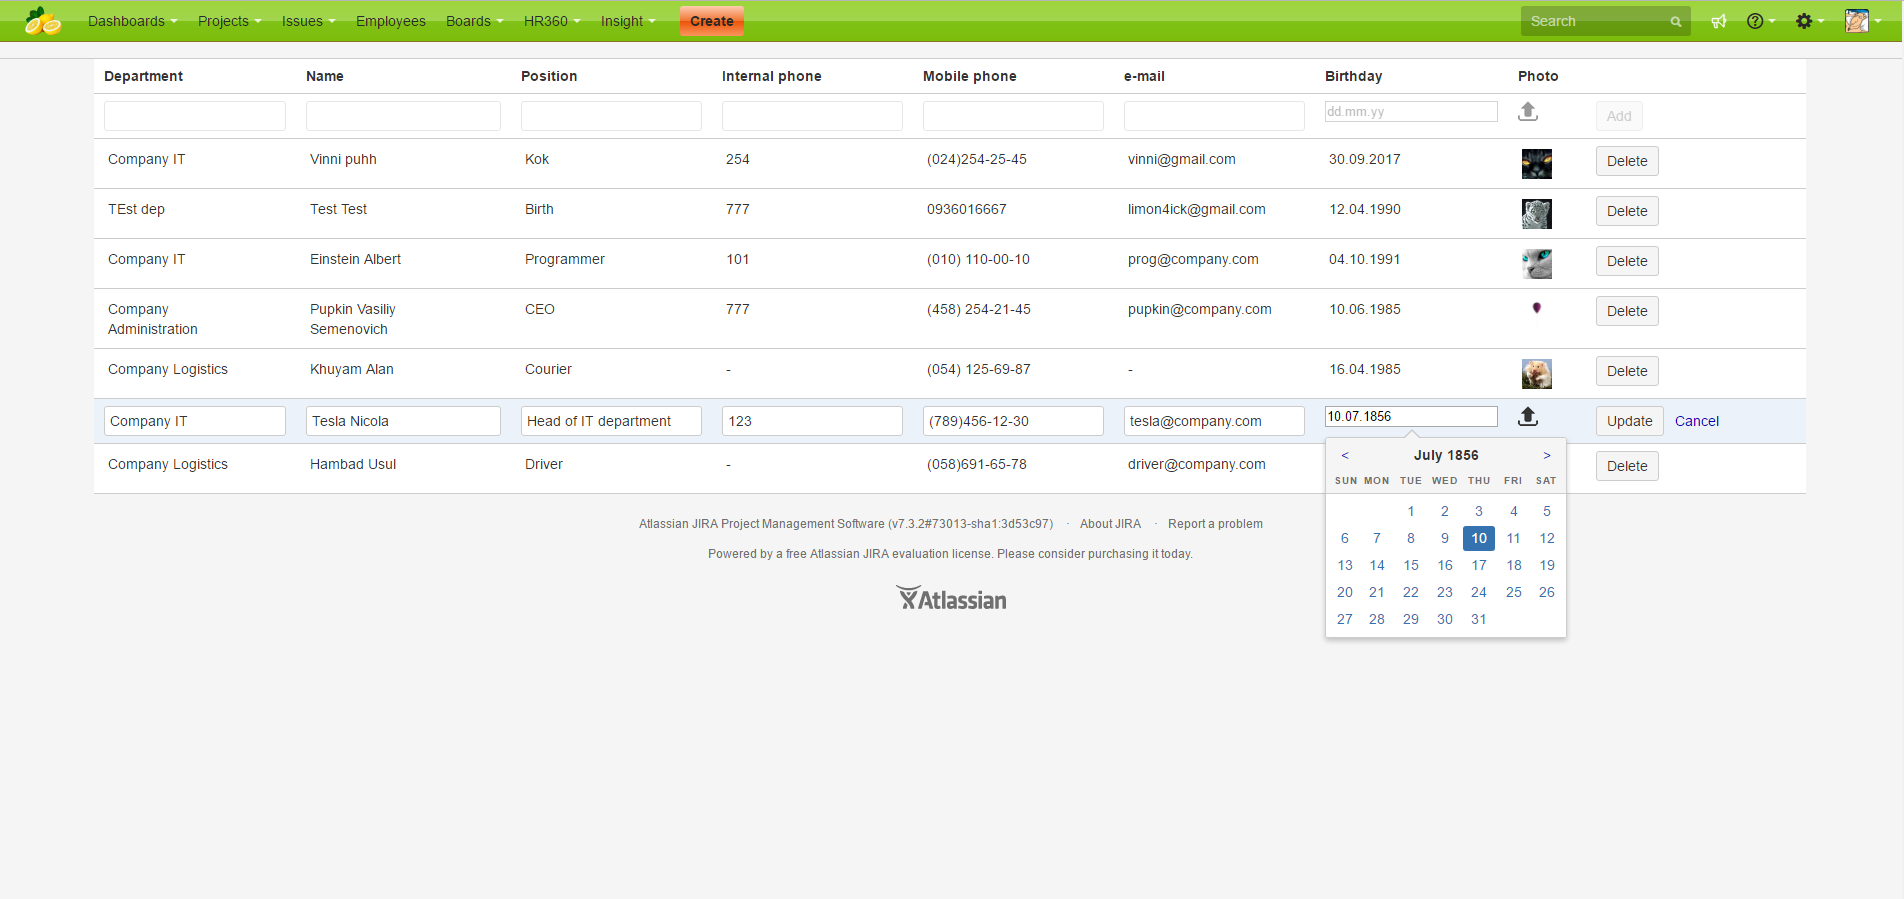 Dashboards Projects Issues Employees Boards HR360 Insight Create Search
Department Name Position Internal phone Mobile phone e-mail Birthday Photo
dd.mm.yy Add
Company IT Vinni puhh Kok 254 (024)254-25-45 vinni@gmail.com 30.09.2017 Delete
TEst dep Test Test Birth 777 0936016667 limon4ick@gmail.com 12.04.1990 Delete
Company IT Einstein Albert Programmer 101 (010) 110-00-10 prog@company.com 04.10.1991 Delete
Company Pupkin Vasiliy CEO 777 (458) 254-21-45 pupkin@company.com 10.06.1985 Delete
Administration Semenovich
Company Logistics Khuyam Alan Courier - (054) 125-69-87 - 16.04.1985 Delete
Company IT Tesla Nicola Head of IT department 123 (789)456-12-30 tesla@company.com 10.07.1856 Update Cancel
Company Logistics Hambad Usul Driver - (058)691-65-78 driver@company.com Delete
< July 1856 >
SUN MON TUE WED THU FRI SAT
1 2 3 4 5
6 7 8 9 10 11 12
13 14 15 16 17 18 19
20 21 22 23 24 25 26
27 28 29 30 31
Atlassian JIRA Project Management Software (v7.3.2#73013-sha1:3d53c97) · About JIRA · Report a problem
Powered by a free Atlassian JIRA evaluation license. Please consider purchasing it today.
Atlassian